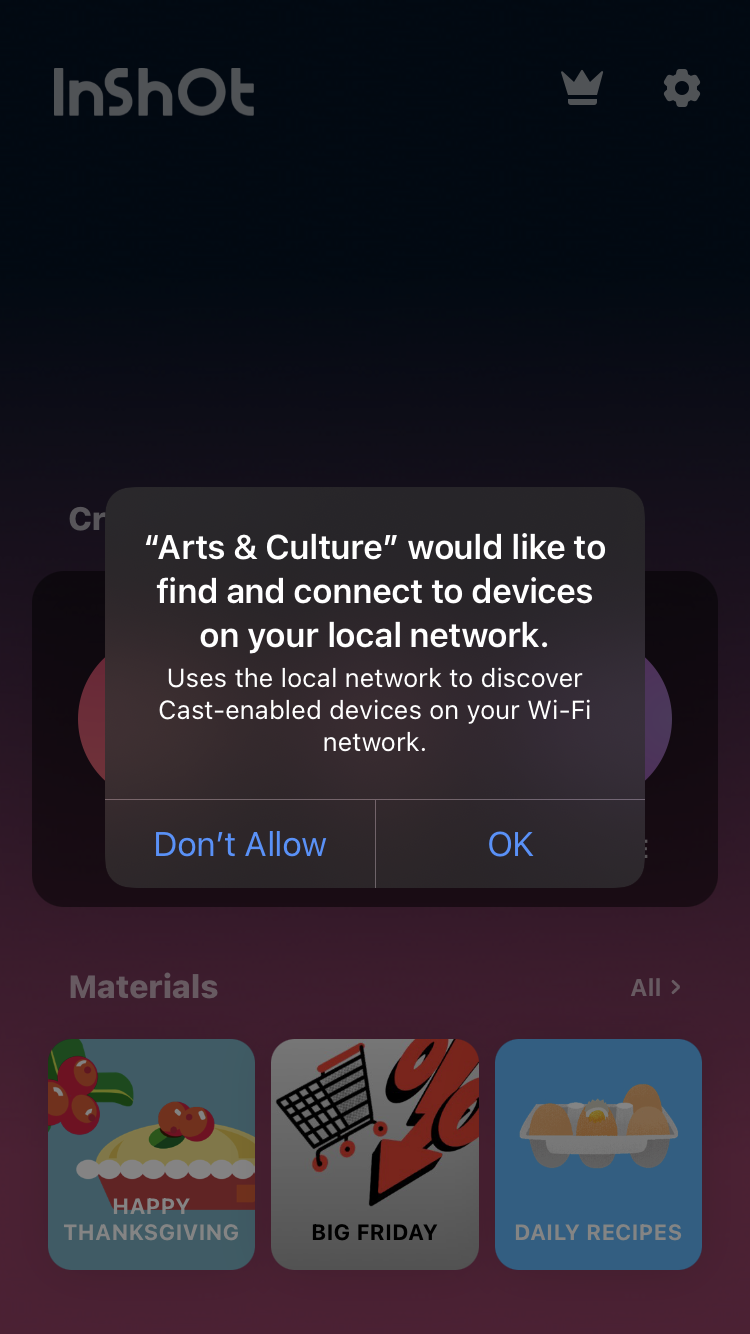 InShOt
Cr
“Arts & Culture” would like to
find and connect to devices
on your local network.
Uses the local network to discover
Cast-enabled devices on your Wi-Fi
network.
Don’t Allow
OK
Materials
All >
HAPPY
THANKSGIVING
%
BIG FRIDAY
DAILY RECIPES